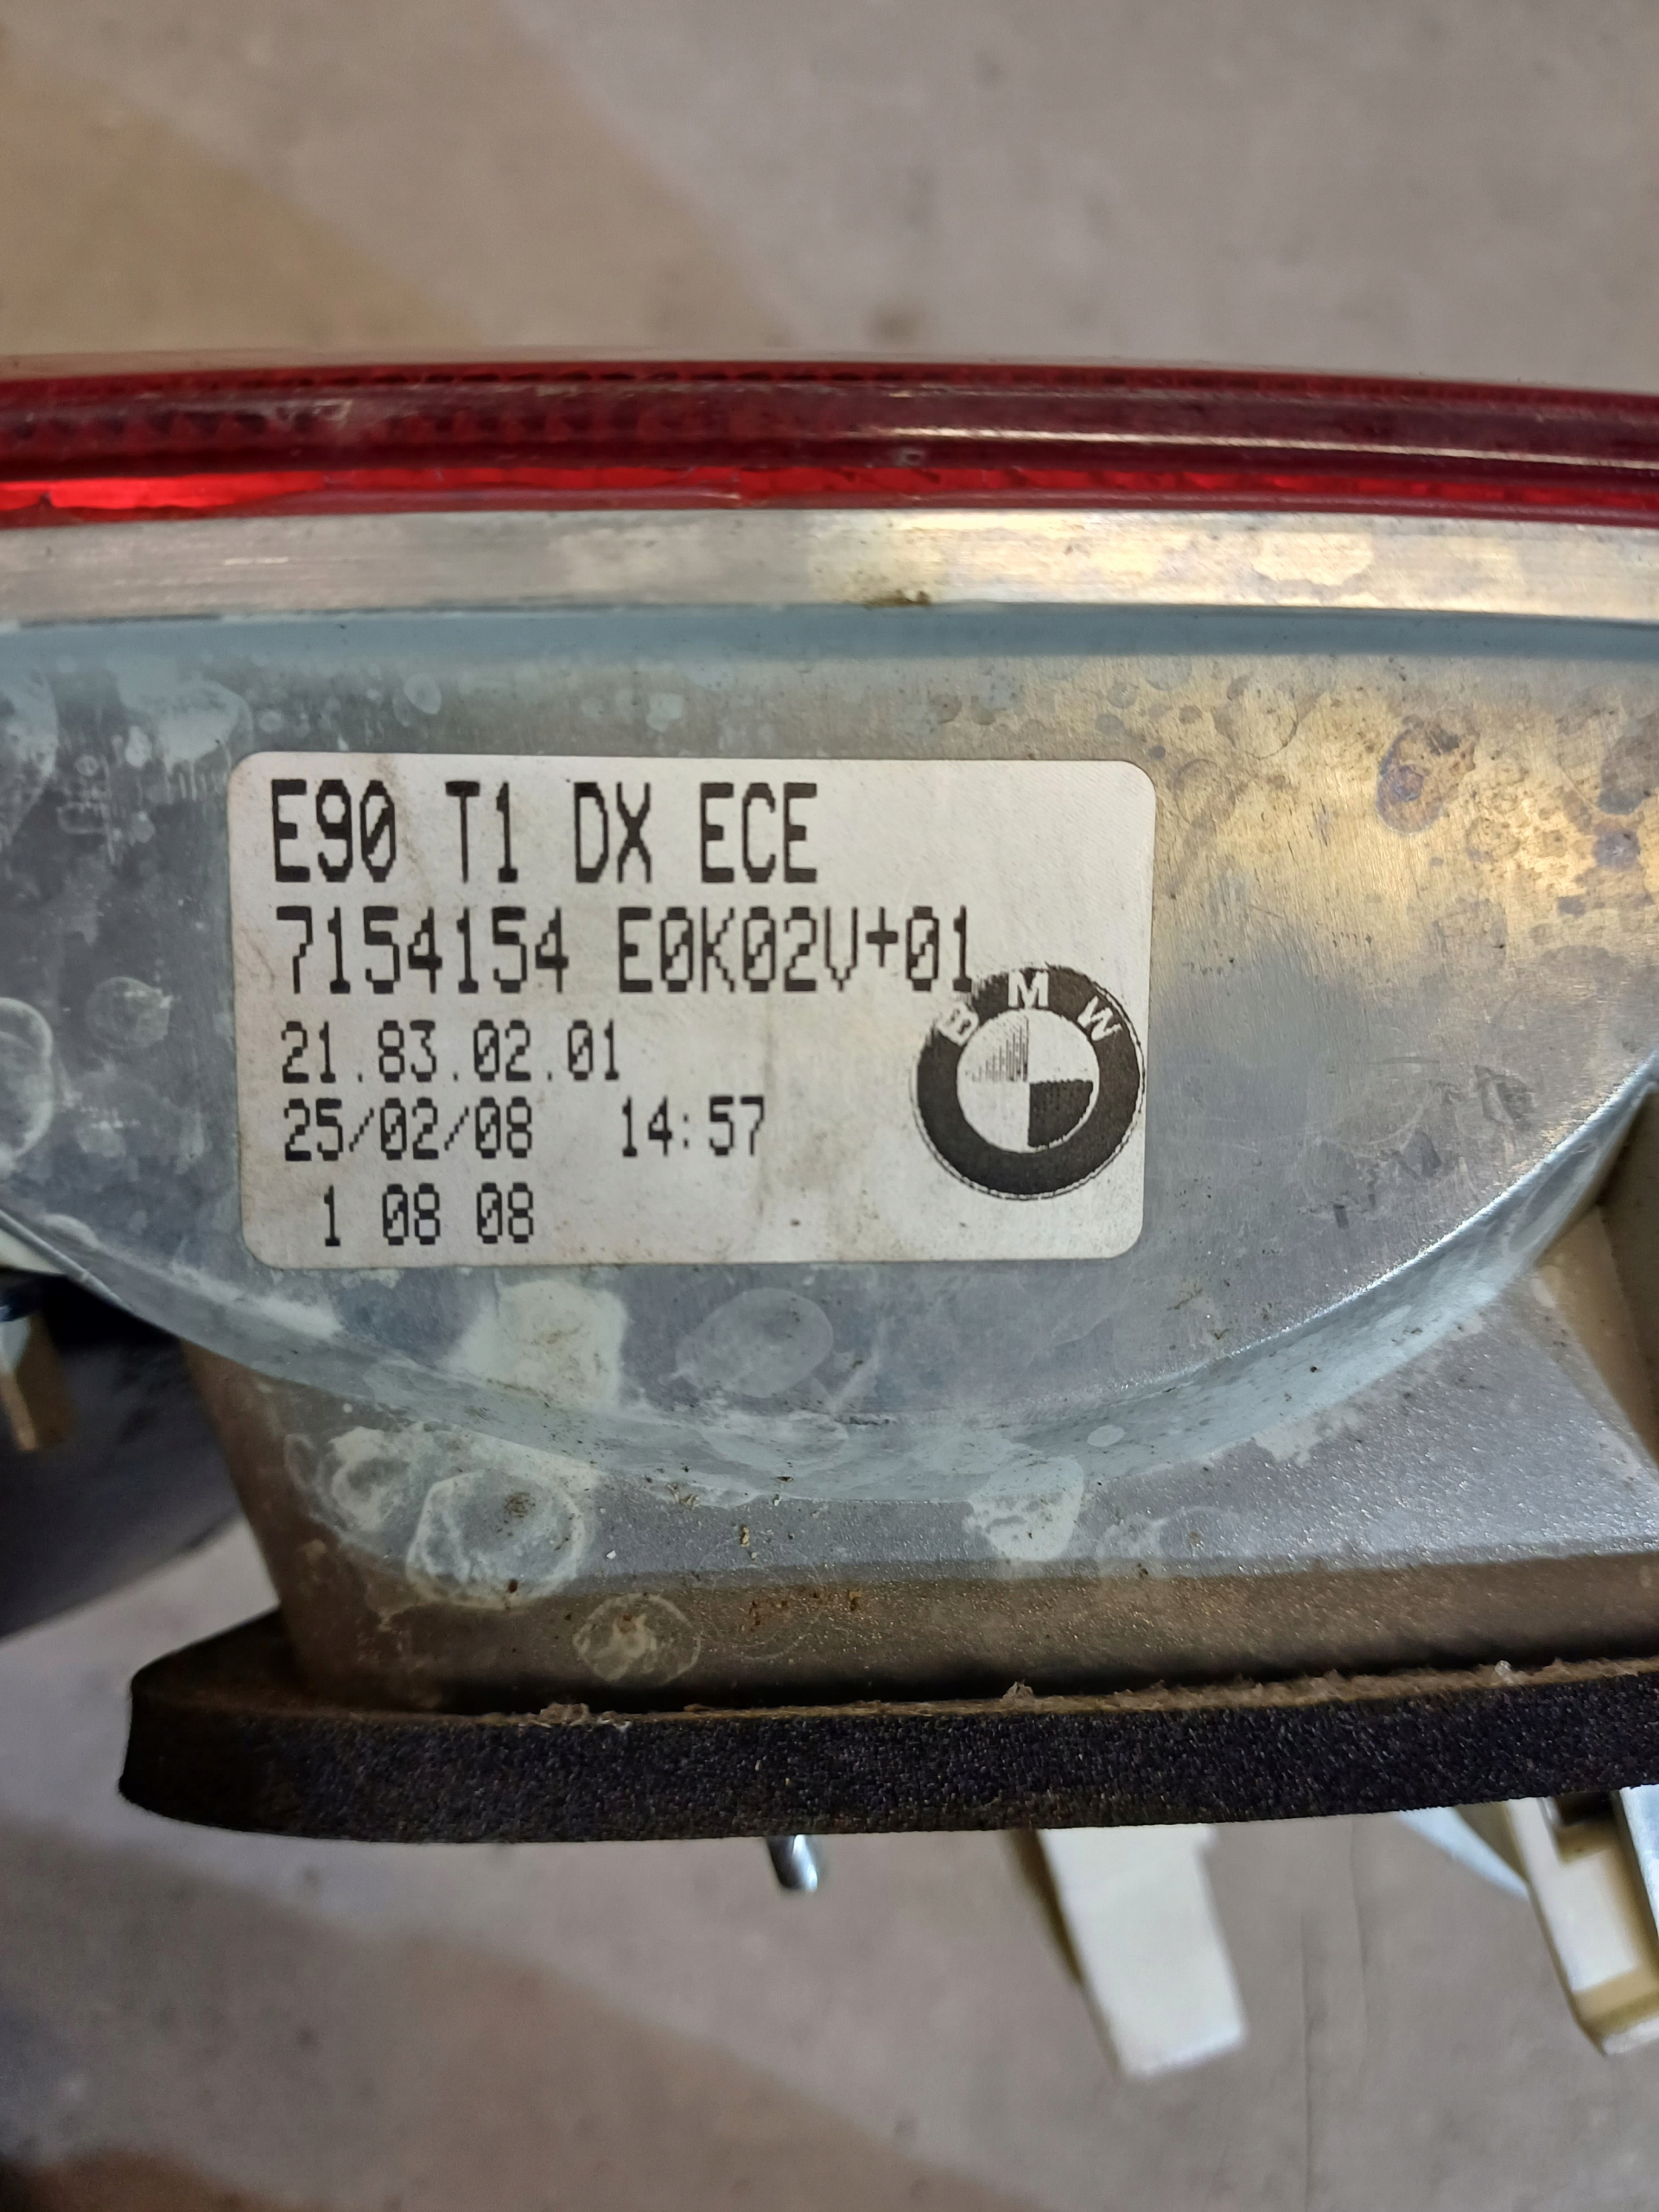 E90 T1 DX ECE
7154154 E0K02V+01
21.83.02.01
25/02/08 14:57
1 08 08
BMW